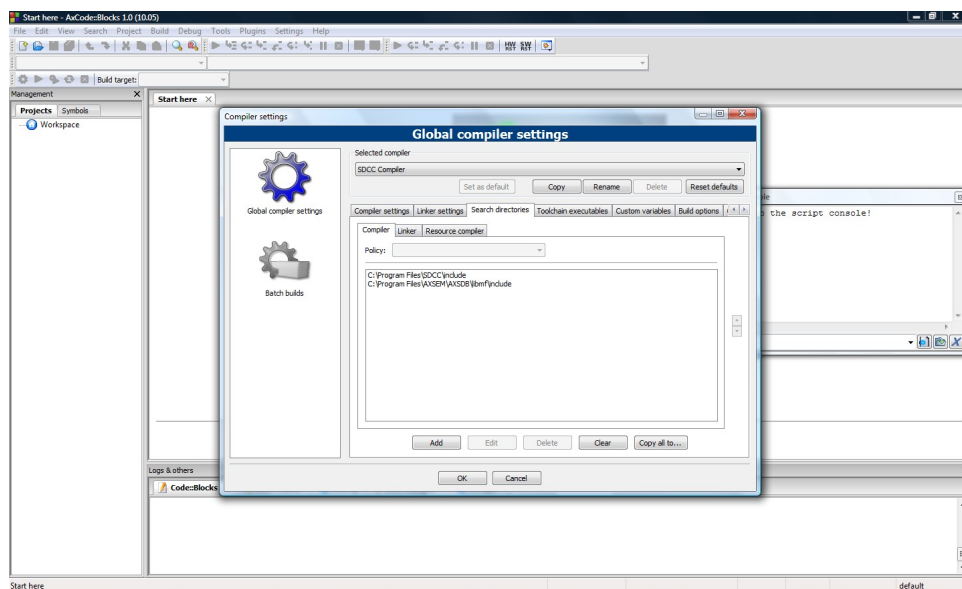 Start here - AxCode::Blocks 1.0 (10.05)
File Edit View Search Project Build Debug Tools Plugins Settings Help
HW RST SW RST
Build target:
Management
Start here
Projects Symbols
Workspace
Compiler settings
Global compiler settings
Selected compiler
SDCC Compiler
Set as default Copy Rename Delete Reset defaults
Global compiler settings
Compiler settings Linker settings Search directories Toolchain executables Custom variables Build options
Compiler Linker Resource compiler
Policy:
C:\Program Files\SDCC\include
C:\Program Files\AXSEM\AXSDB\libmf\include
Batch builds
the script console!
Add Edit Delete Clear Copy all to...
OK Cancel
Logs & others
Code::Blocks
Start here
default